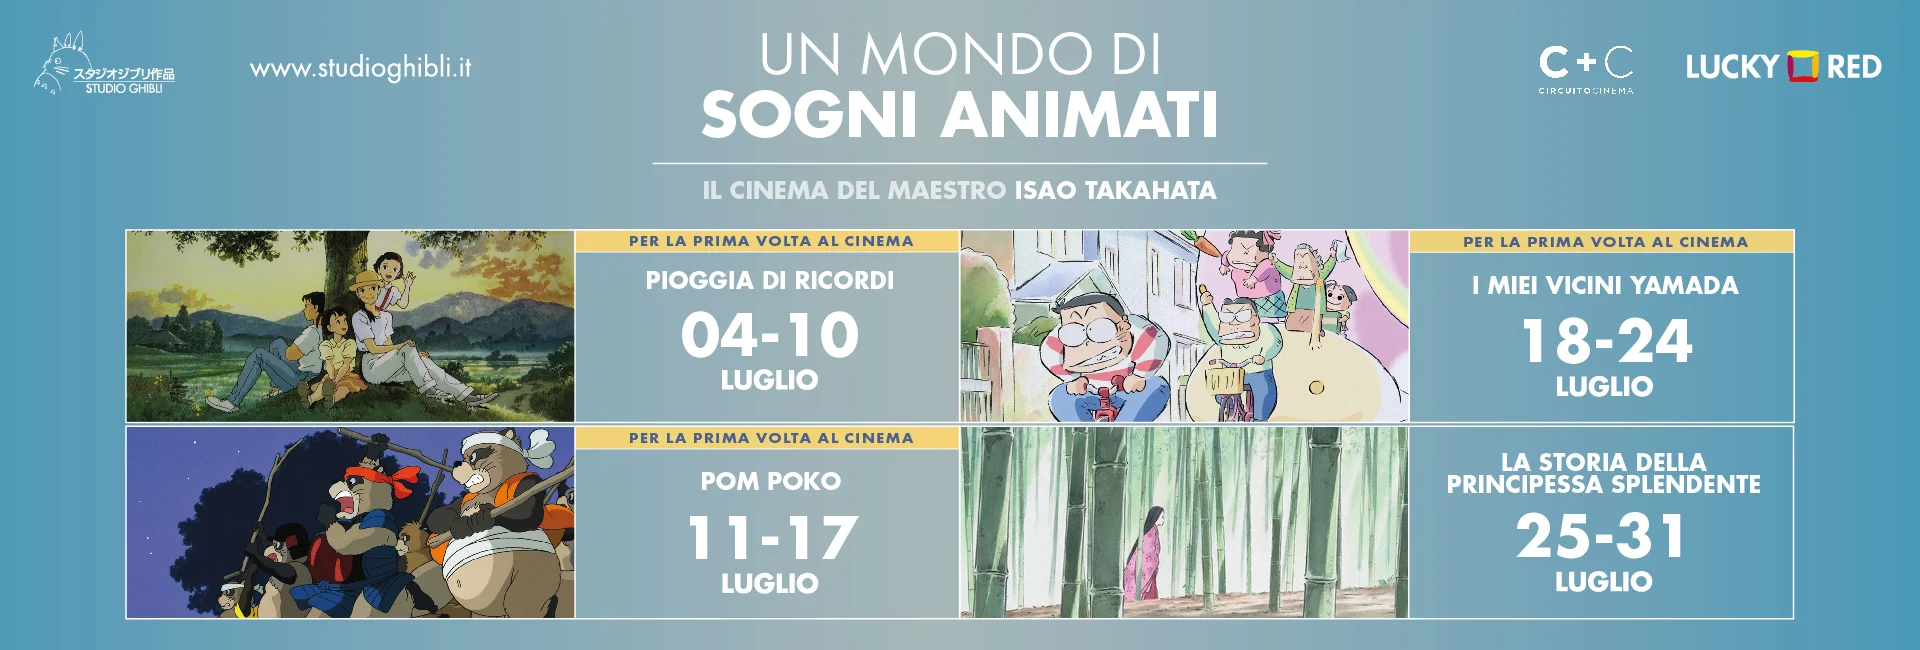 スタジオジブリ作品
STUDIO GHIBLI
www.studioghibli.it
UN MONDO DI
SOGNI ANIMATI
IL CINEMA DEL MAESTRO ISAO TAKAHATA
C+C
CIRCUITOCINEMA
LUCKY RED
PER LA PRIMA VOLTA AL CINEMA
PIOGGIA DI RICORDI
04-10
LUGLIO
PER LA PRIMA VOLTA AL CINEMA
I MIEI VICINI YAMADA
18-24
LUGLIO
PER LA PRIMA VOLTA AL CINEMA
POM POKO
11-17
LUGLIO
LA STORIA DELLA
PRINCIPESSA SPLENDENTE
25-31
LUGLIO